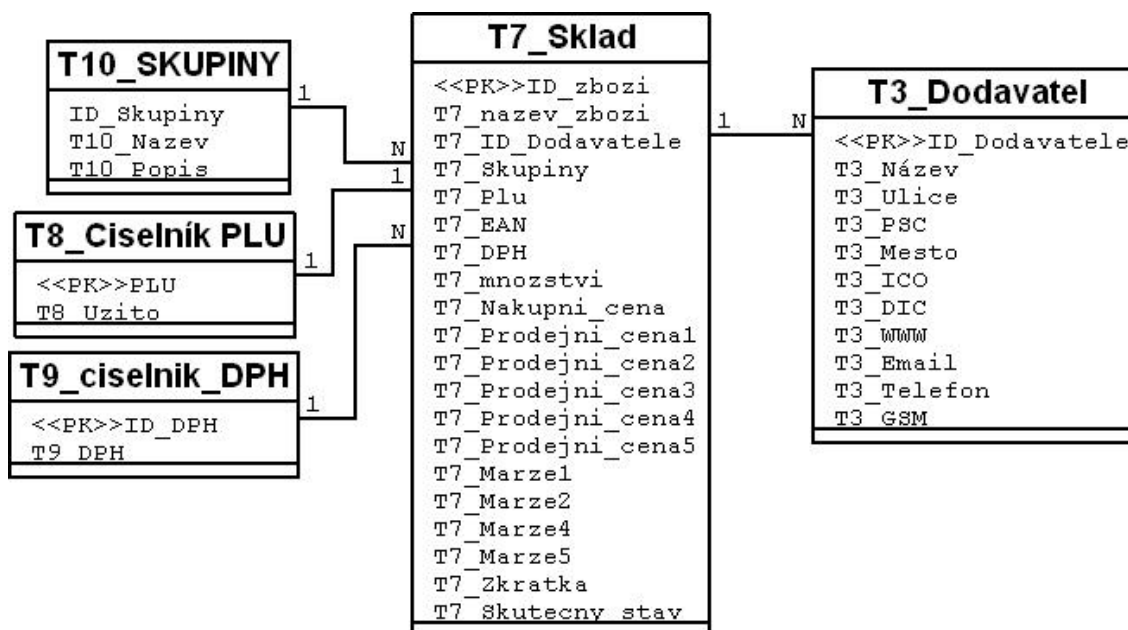 T10_SKUPINY
ID_Skupiny
T10_Nazev
T10_Popis
1
N
T8_Ciselník PLU
<<PK>>PLU
T8_Uzito
1
1
T9_ciselnik_DPH
<<PK>>ID_DPH
T9_DPH
1
N
T7_Sklad
<<PK>>ID_zbozi
T7_nazev_zbozi
T7_ID_Dodavatele
T7_Skupiny
T7_Plu
T7_EAN
T7_DPH
T7_mnozstvi
T7_Nakupni_cena
T7_Prodejni_cena1
T7_Prodejni_cena2
T7_Prodejni_cena3
T7_Prodejni_cena4
T7_Prodejni_cena5
T7_Marze1
T7_Marze2
T7_Marze4
T7_Marze5
T7_Zkratka
T7_Skutecny_stav
1
N
T3_Dodavatel
<<PK>>ID_Dodavatele
T3_Název
T3_Ulice
T3_PSC
T3_Mesto
T3_ICO
T3_DIC
T3_WWW
T3_Email
T3_Telefon
T3_GSM